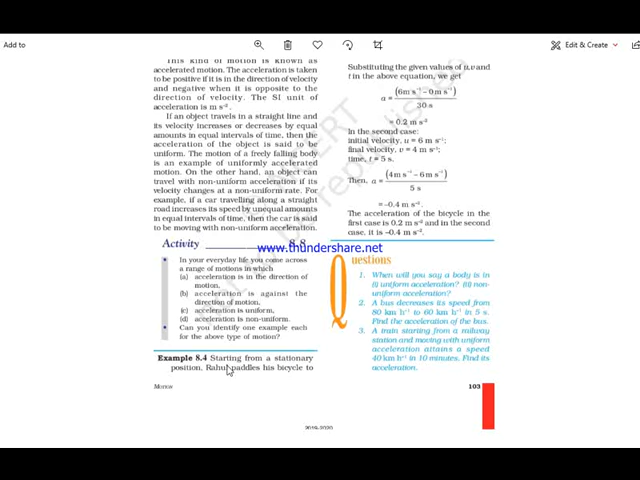 Add to
Edit & Create
This kind of motion is known as
accelerated motion. The acceleration is taken
to be positive if it is in the direction of velocity
and negative when it is opposite to the
direction of velocity. The SI unit of
acceleration is m s⁻².
If an object travels in a straight line and
its velocity increases or decreases by equal
amounts in equal intervals of time, then the
acceleration of the object is said to be
uniform. The motion of a freely falling body
is an example of uniformly accelerated
motion. On the other hand, an object can
travel with non-uniform acceleration if its
velocity changes at a non-uniform rate. For
example, if a car travelling along a straight
road increases its speed by unequal amounts
in equal intervals of time, then the car is said
to be moving with non-uniform acceleration.
Activity 8.8
www.thundershare.net
• In your everyday life you come across
a range of motions in which
(a) acceleration is in the direction of
motion,
(b) acceleration is against the
direction of motion,
(c) acceleration is uniform,
(d) acceleration is non-uniform.
• Can you identify one example each
for the above type of motion?
Example 8.4 Starting from a stationary
position, Rahul paddles his bicycle to
Motion
Substituting the given values of u,v and
t in the above equation, we get
a = (6 m s⁻¹ – 0 m s⁻¹) / 30 s
= 0.2 m s⁻²
In the second case:
initial velocity, u = 6 m s⁻¹;
final velocity, v = 4 m s⁻¹;
time, t = 5 s.
Then, a = (4 m s⁻¹ – 6 m s⁻¹) / 5 s
= –0.4 m s⁻².
The acceleration of the bicycle in the
first case is 0.2 m s⁻² and in the second
case, it is –0.4 m s⁻².
Questions
1. When will you say a body is in
(i) uniform acceleration? (ii) non-
uniform acceleration?
2. A bus decreases its speed from
80 km h⁻¹ to 60 km h⁻¹ in 5 s.
Find the acceleration of the bus.
3. A train starting from a railway
station and moving with uniform
acceleration attains a speed
40 km h⁻¹ in 10 minutes. Find its
acceleration.
103
2019-2020